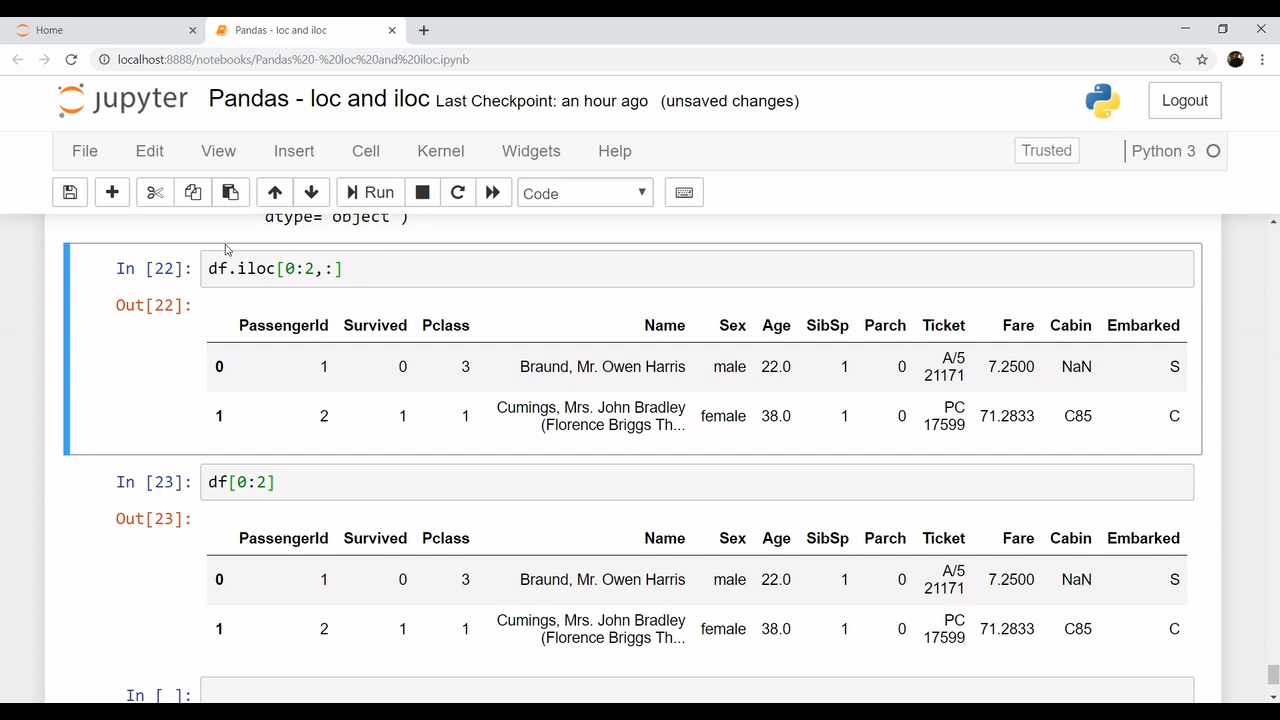 Home
Pandas - loc and iloc
localhost:8888/notebooks/Pandas%20-%20loc%20and%20iloc.ipynb
jupyter Pandas - loc and iloc Last Checkpoint: an hour ago (unsaved changes) Logout
File Edit View Insert Cell Kernel Widgets Help Trusted Python 3
Run Code
dtype='object')
In [22]: df.iloc[0:2,:]
Out[22]:
PassengerId Survived Pclass Name Sex Age SibSp Parch Ticket Fare Cabin Embarked
0 1 0 3 Braund, Mr. Owen Harris male 22.0 1 0 A/5 21171 7.2500 NaN S
1 2 1 1 Cumings, Mrs. John Bradley (Florence Briggs Th... female 38.0 1 0 PC 17599 71.2833 C85 C
In [23]: df[0:2]
Out[23]:
PassengerId Survived Pclass Name Sex Age SibSp Parch Ticket Fare Cabin Embarked
0 1 0 3 Braund, Mr. Owen Harris male 22.0 1 0 A/5 21171 7.2500 NaN S
1 2 1 1 Cumings, Mrs. John Bradley (Florence Briggs Th... female 38.0 1 0 PC 17599 71.2833 C85 C
In [ ]: